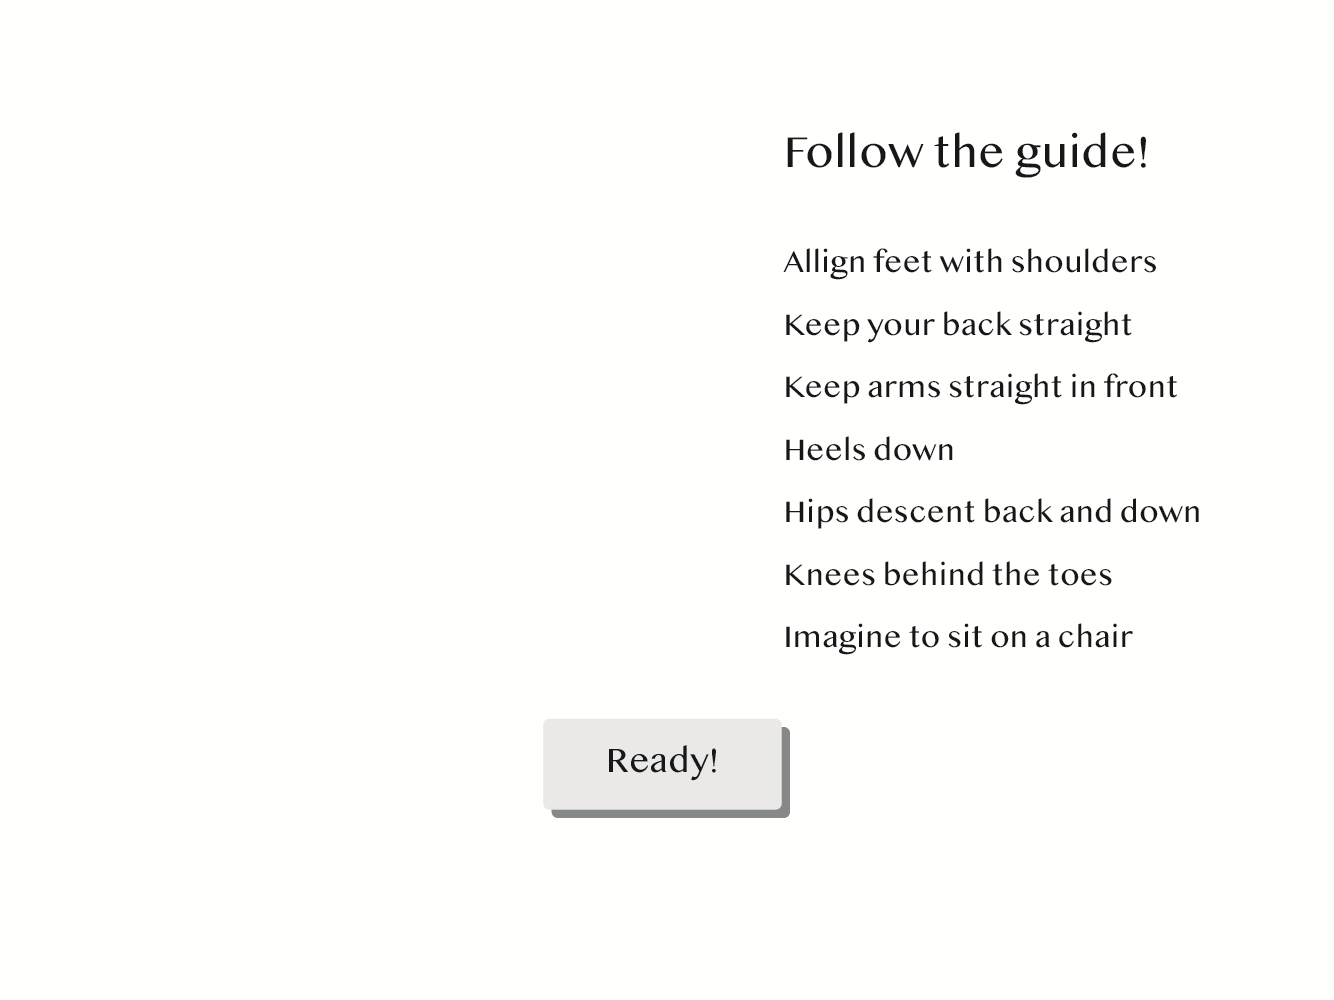 Follow the guide!
Allign feet with shoulders
Keep your back straight
Keep arms straight in front
Heels down
Hips descent back and down
Knees behind the toes
Imagine to sit on a chair
Ready!